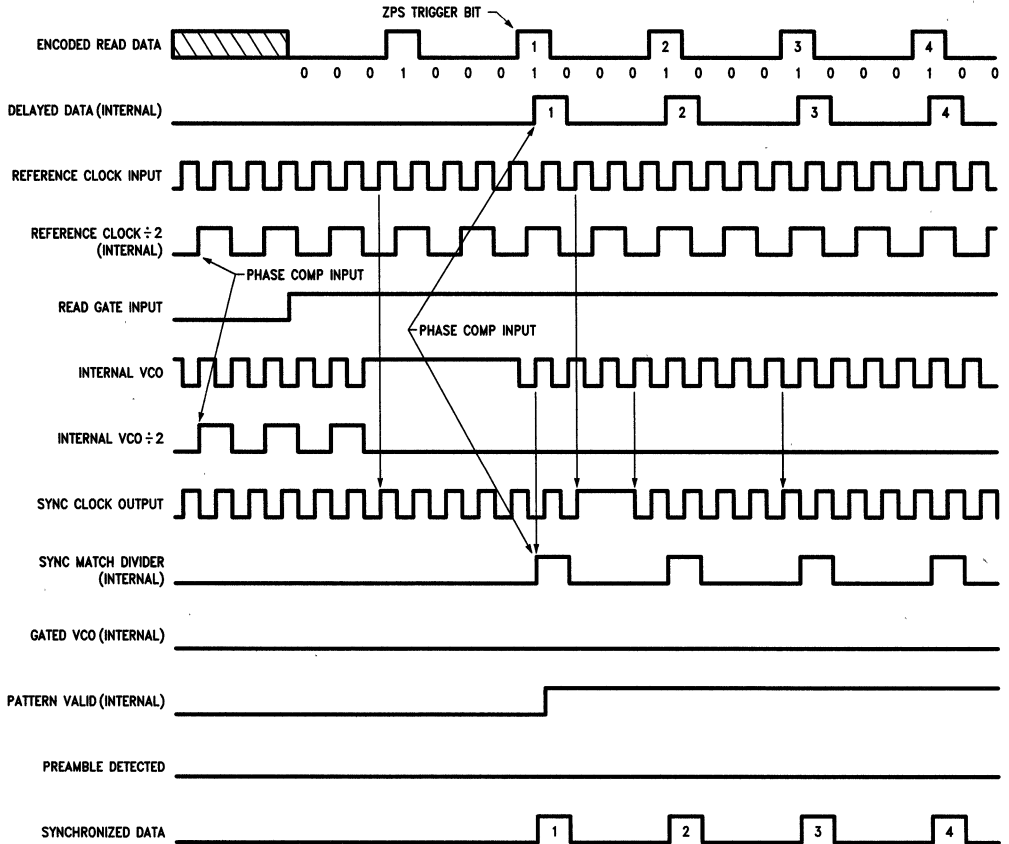 ZPS TRIGGER BIT
ENCODED READ DATA
1 2 3 4
0 0 0 1 0 0 0 1 0 0 0 1 0 0 0 1 0 0 0 1 0 0
DELAYED DATA (INTERNAL)
1 2 3 4
REFERENCE CLOCK INPUT
REFERENCE CLOCK ÷ 2
(INTERNAL)
PHASE COMP INPUT
READ GATE INPUT
PHASE COMP INPUT
INTERNAL VCO
INTERNAL VCO ÷ 2
SYNC CLOCK OUTPUT
SYNC MATCH DIVIDER
(INTERNAL)
GATED VCO (INTERNAL)
PATTERN VALID (INTERNAL)
PREAMBLE DETECTED
SYNCHRONIZED DATA
1 2 3 4